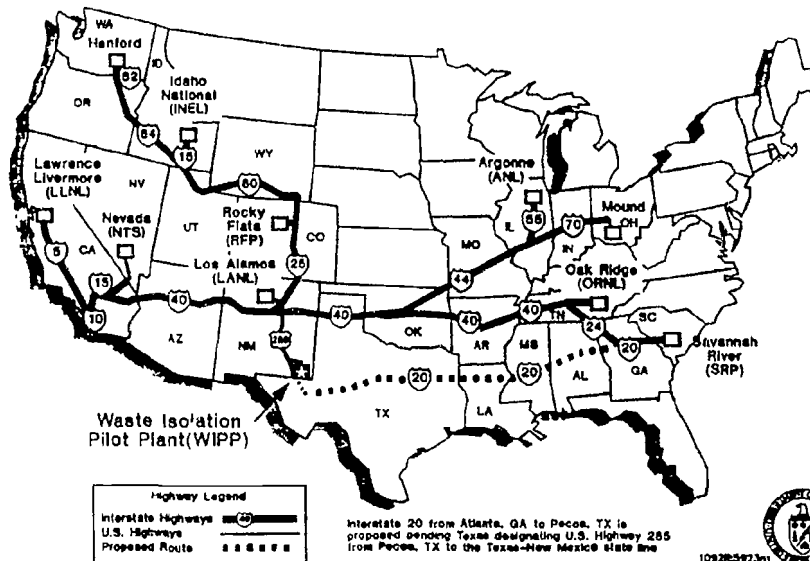 WA
Hanford
82
ID
Idaho
National
(INEL)
OR
84
15
WY
80
Lawrence
Livermore
(LLNL)
NV
Nevada
(NTS)
UT
Rocky
Flats
(RFP)
CO
25
Argonne
(ANL)
IL
55
70
Mound
OH
IN
MO
44
CA
5
15
10
40
Los Alamos
(LANL)
AZ
NM
285
40
OK
40
AR
40
TN
Oak Ridge
(ORNL)
24
SC
20
GA
Savannah
River
(SRP)
MS
AL
20
20
TX
LA
Waste Isolation
Pilot Plant(WIPP)
Highway Legend
Interstate Highways
U.S. Highways
Proposed Route
Interstate 20 from Atlanta, GA to Pecos, TX is
proposed pending Texas designating U.S. Highway 285
from Pecos, TX to the Texas-New Mexico state line